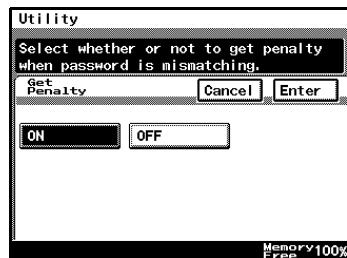 Utility
Select whether or not to get penalty
when password is mismatching.
Get
Penalty
Cancel
Enter
ON
OFF
Memory
Free
100%